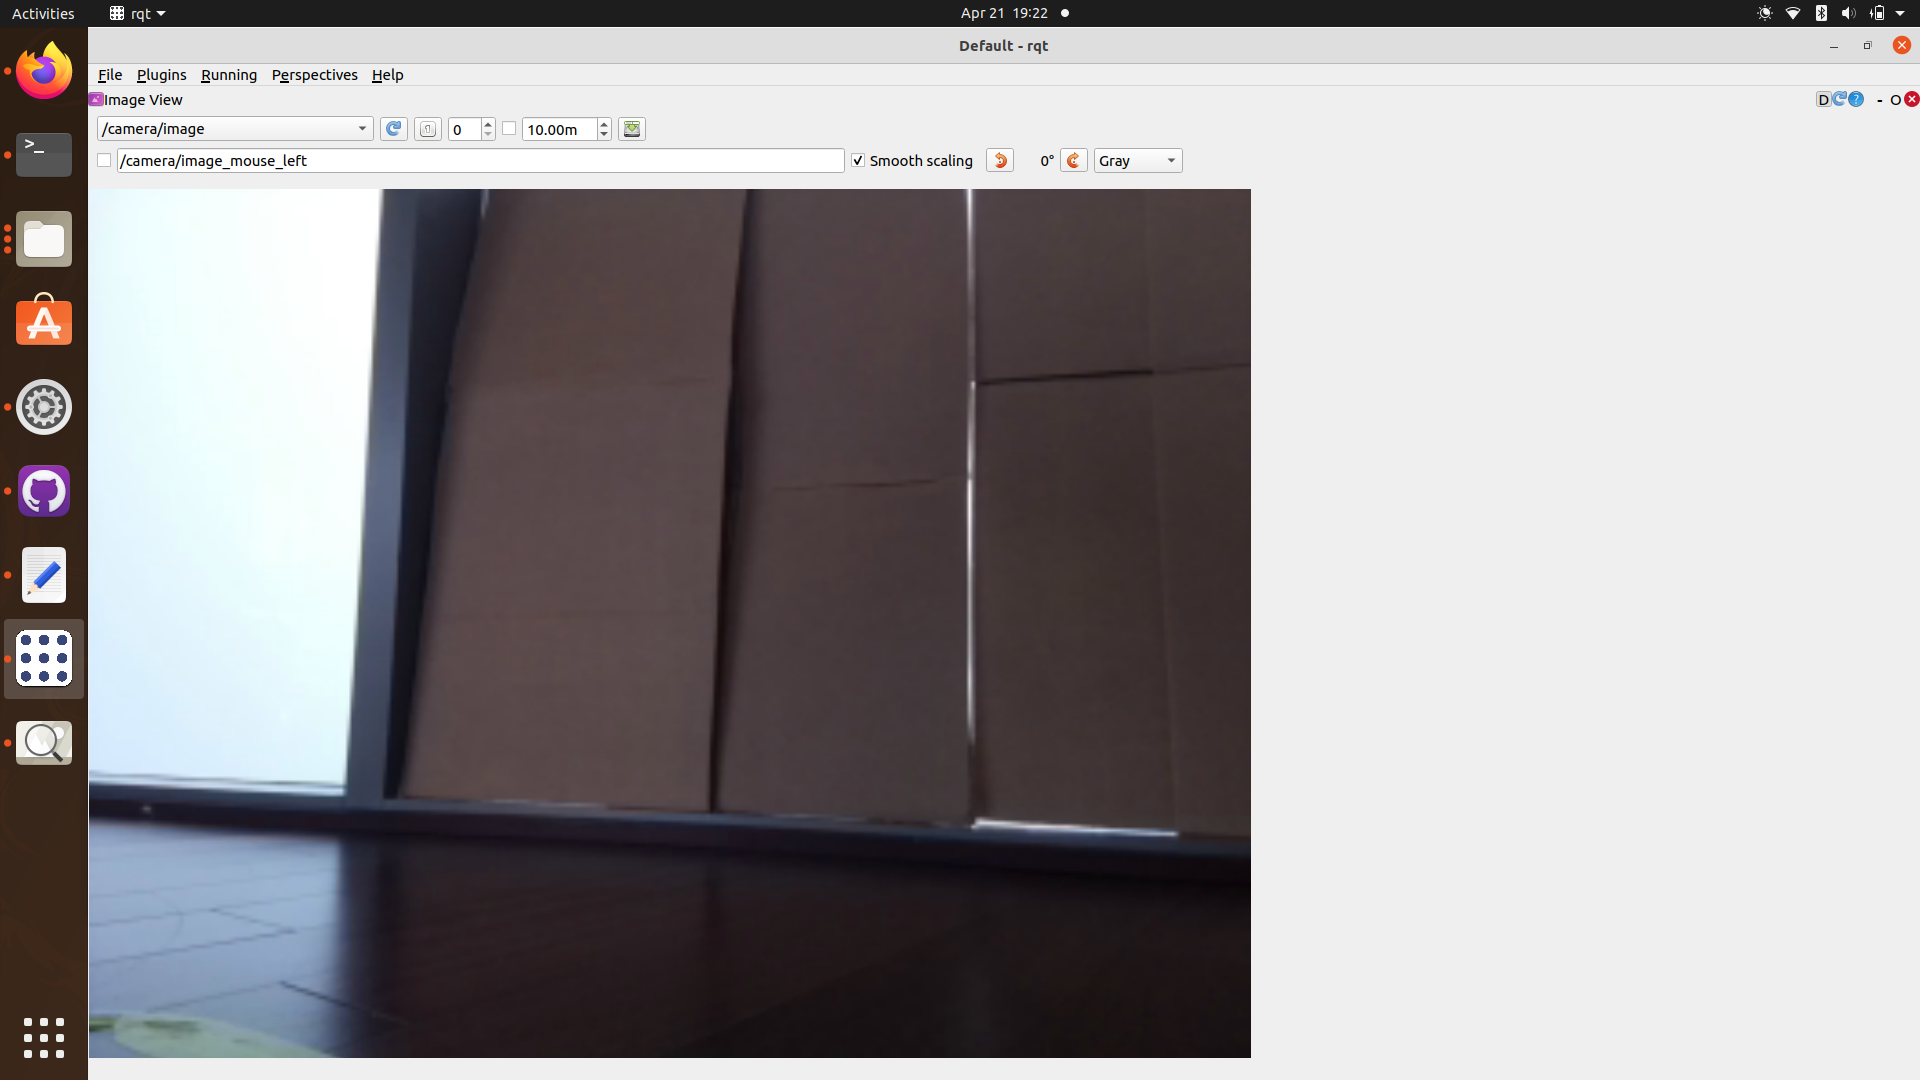 Activities rqt Apr 21 19:22
Default - rqt
File Plugins Running Perspectives Help
Image View D ? - O
/camera/image 0 10.00m
/camera/image_mouse_left Smooth scaling 0° Gray